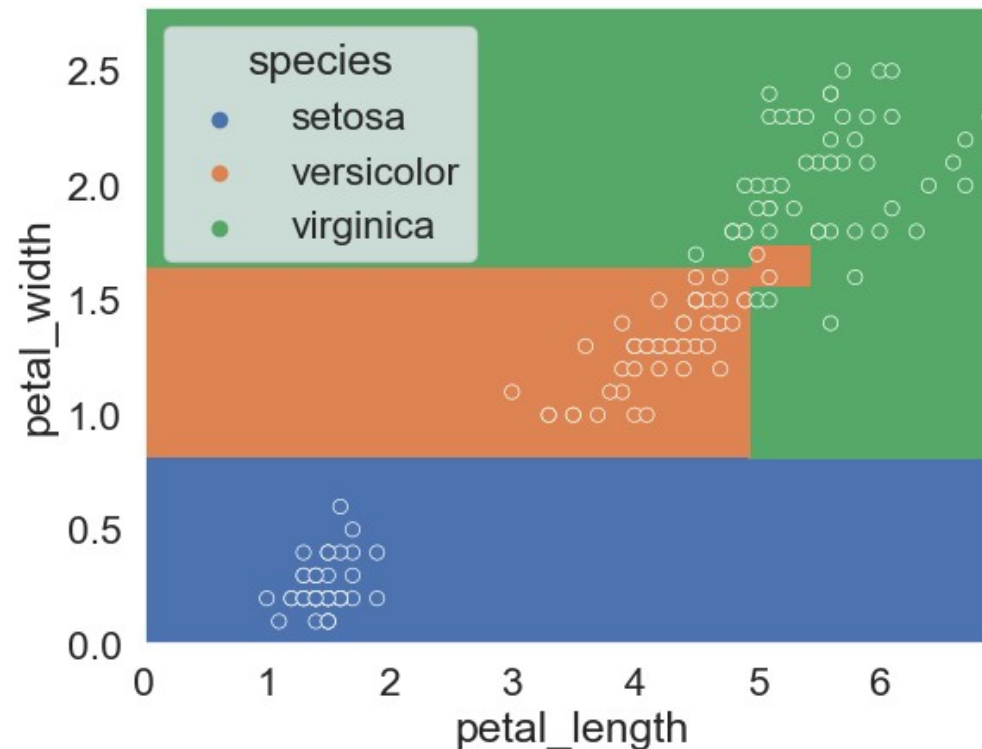 species
setosa
versicolor
virginica
petal_width
2.5
2.0
1.5
1.0
0.5
0.0
0 1 2 3 4 5 6
petal_length